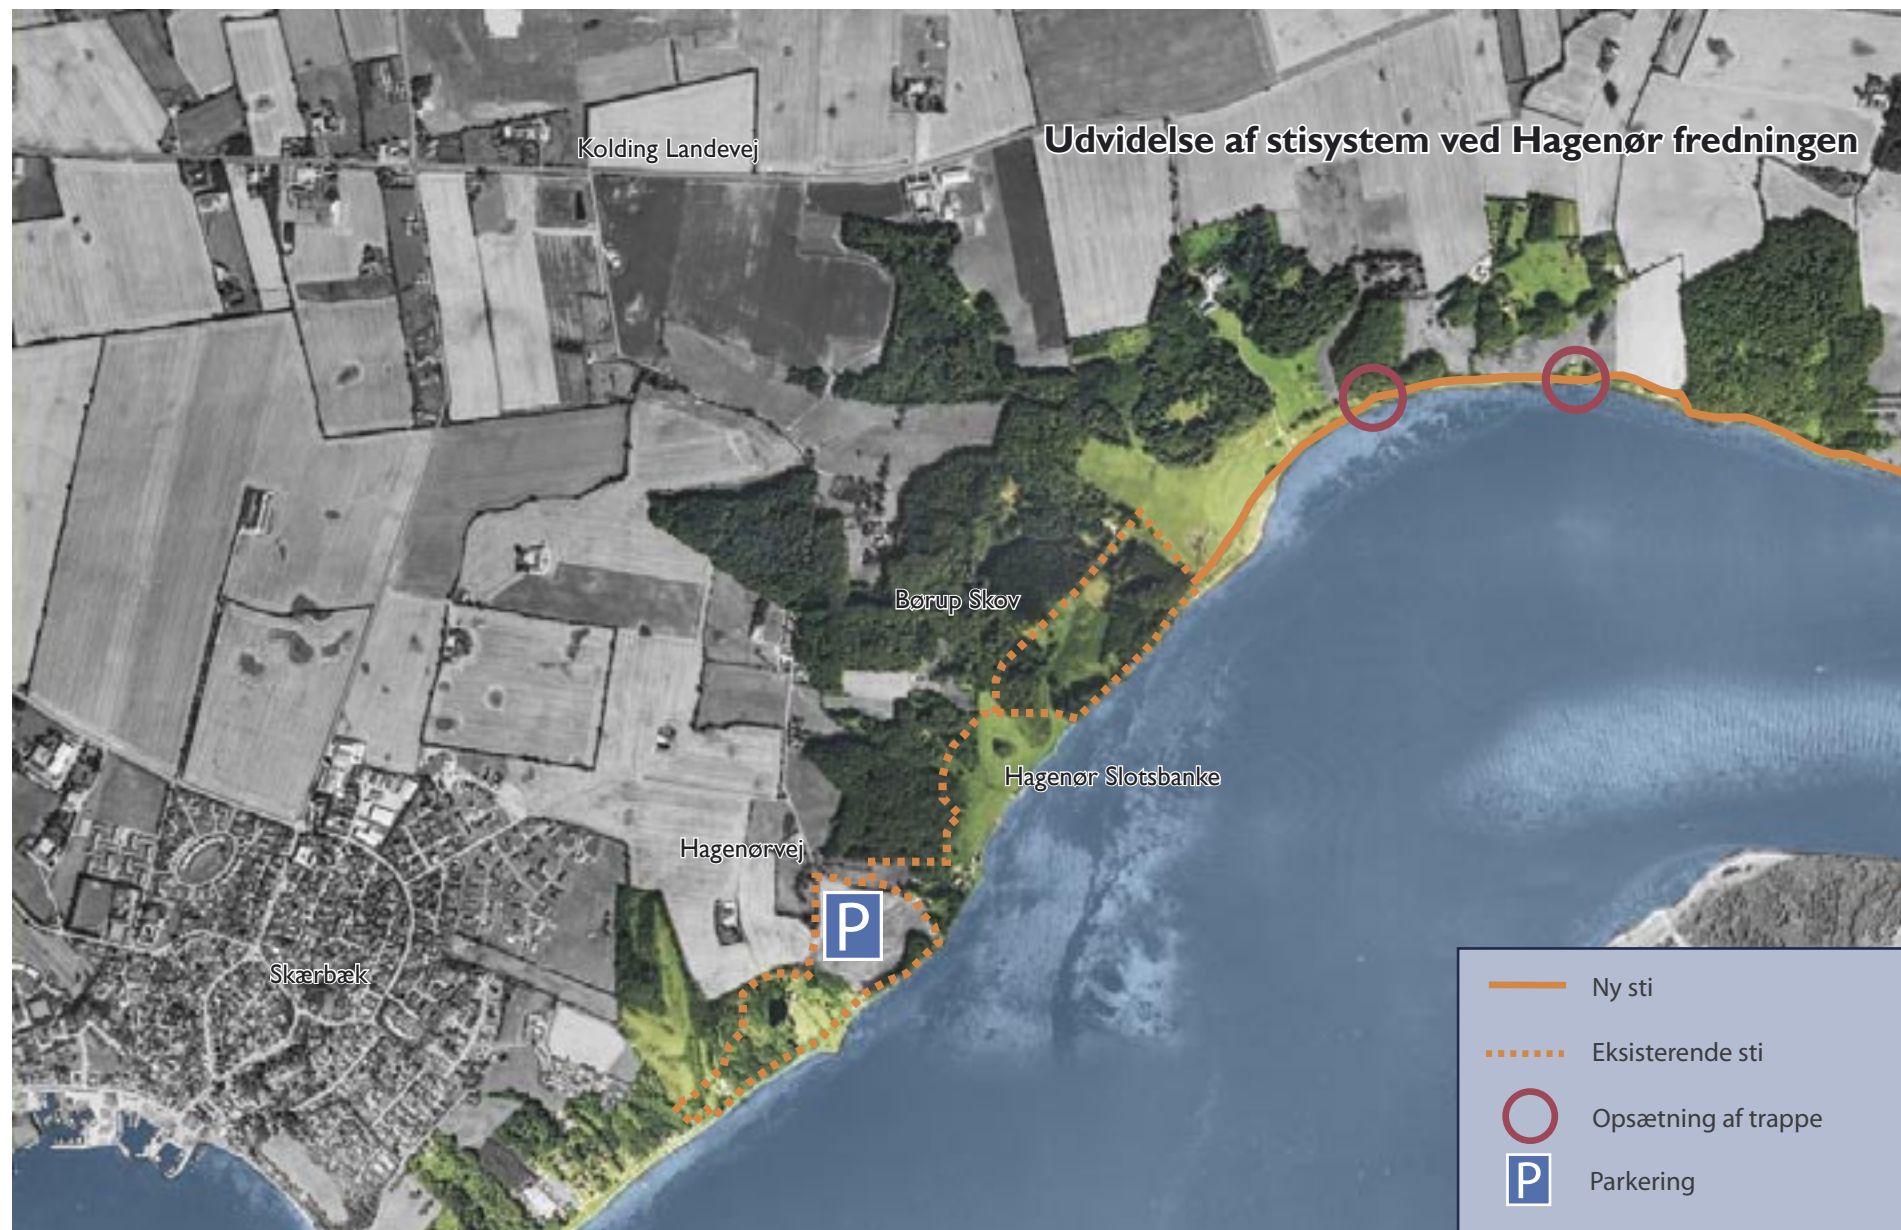 Udvidelse af stisystem ved Hagenør fredningen
Kolding Landevej
Børup Skov
Hagenør Slotsbanke
Hagenørvej
P
Skærbæk
Ny sti
Eksisterende sti
Opsætning af trappe
P
Parkering